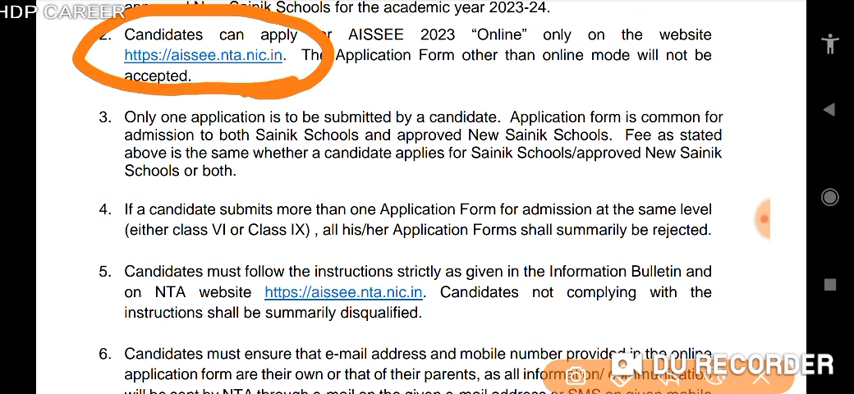 HDP CAREER
Sainik Schools for the academic year 2023-24.
2. Candidates can apply for AISSEE 2023 “Online” only on the website
https://aissee.nta.nic.in. The Application Form other than online mode will not be
accepted.
3. Only one application is to be submitted by a candidate. Application form is common for
admission to both Sainik Schools and approved New Sainik Schools. Fee as stated
above is the same whether a candidate applies for Sainik Schools/approved New Sainik
Schools or both.
4. If a candidate submits more than one Application Form for admission at the same level
(either class VI or Class IX) , all his/her Application Forms shall summarily be rejected.
5. Candidates must follow the instructions strictly as given in the Information Bulletin and
on NTA website https://aissee.nta.nic.in. Candidates not complying with the
instructions shall be summarily disqualified.
6. Candidates must ensure that e-mail address and mobile number provided in the online
application form are their own or that of their parents, as all information/ communication
DU RECORDER